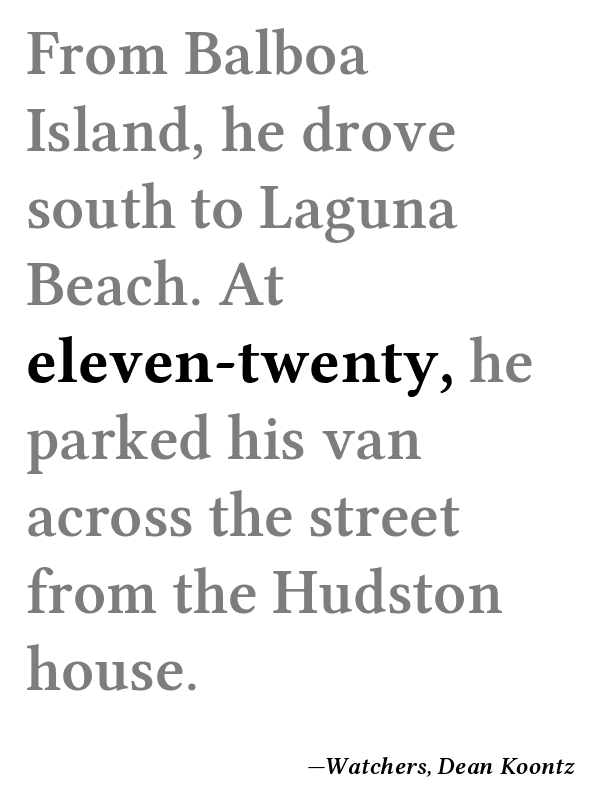 From Balboa
Island, he drove
south to Laguna
Beach. At
eleven-twenty, he
parked his van
across the street
from the Hudston
house.
—Watchers, Dean Koontz